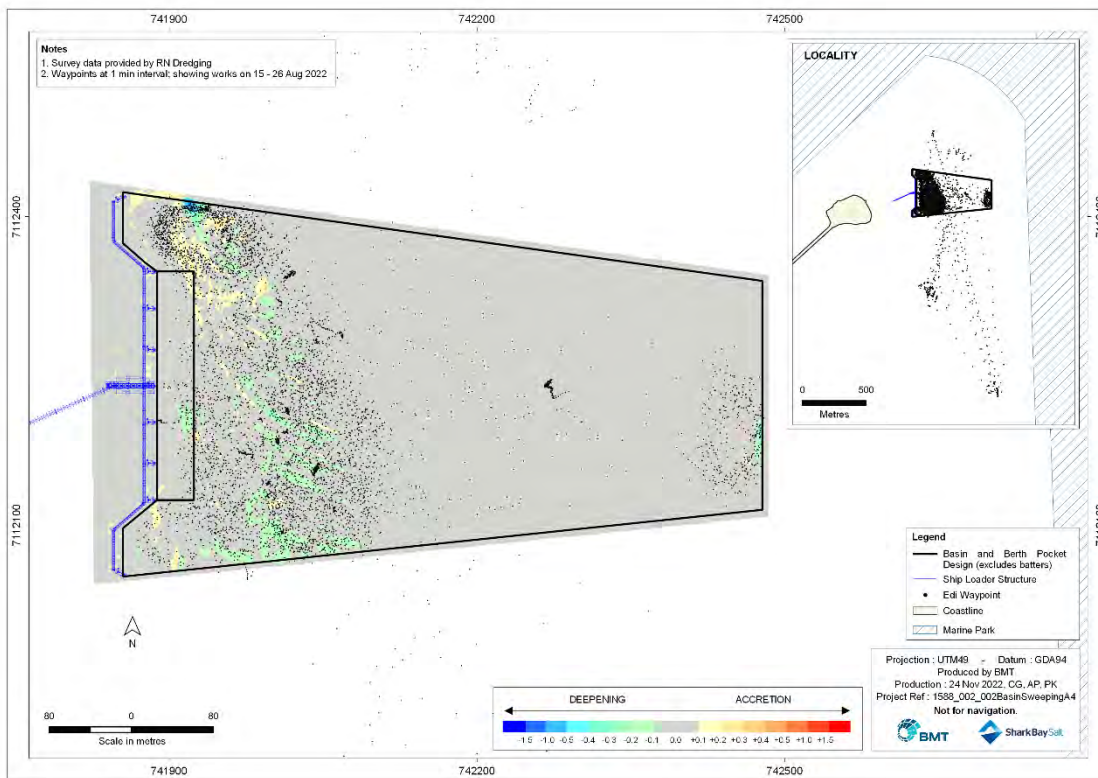 741900
742200
742500
Notes
1. Survey data provided by RN Dredging
2. Waypoints at 1 min interval; showing works on 15 - 26 Aug 2022
LOCALITY
7112400
7112400
0
500
Metres
7112100
7112100
Legend
Basin and Berth Pocket
Design (excludes batters)
Ship Loader Structure
Edi Waypoint
Coastline
Marine Park
N
80
0
80
Scale in metres
DEEPENING
ACCRETION
-1.5 -1.0 -0.5 -0.4 -0.3 -0.2 -0.1 0.0 +0.1 +0.2 +0.3 +0.4 +0.5 +1.0 +1.5
Projection : UTM49 - Datum : GDA94
Produced by BMT
Production : 24 Nov 2022, CG, AP, PK
Project Ref : 1588_002_002BasinSweepingA4
Not for navigation.
BMT
SharkBaySalt
741900
742200
742500